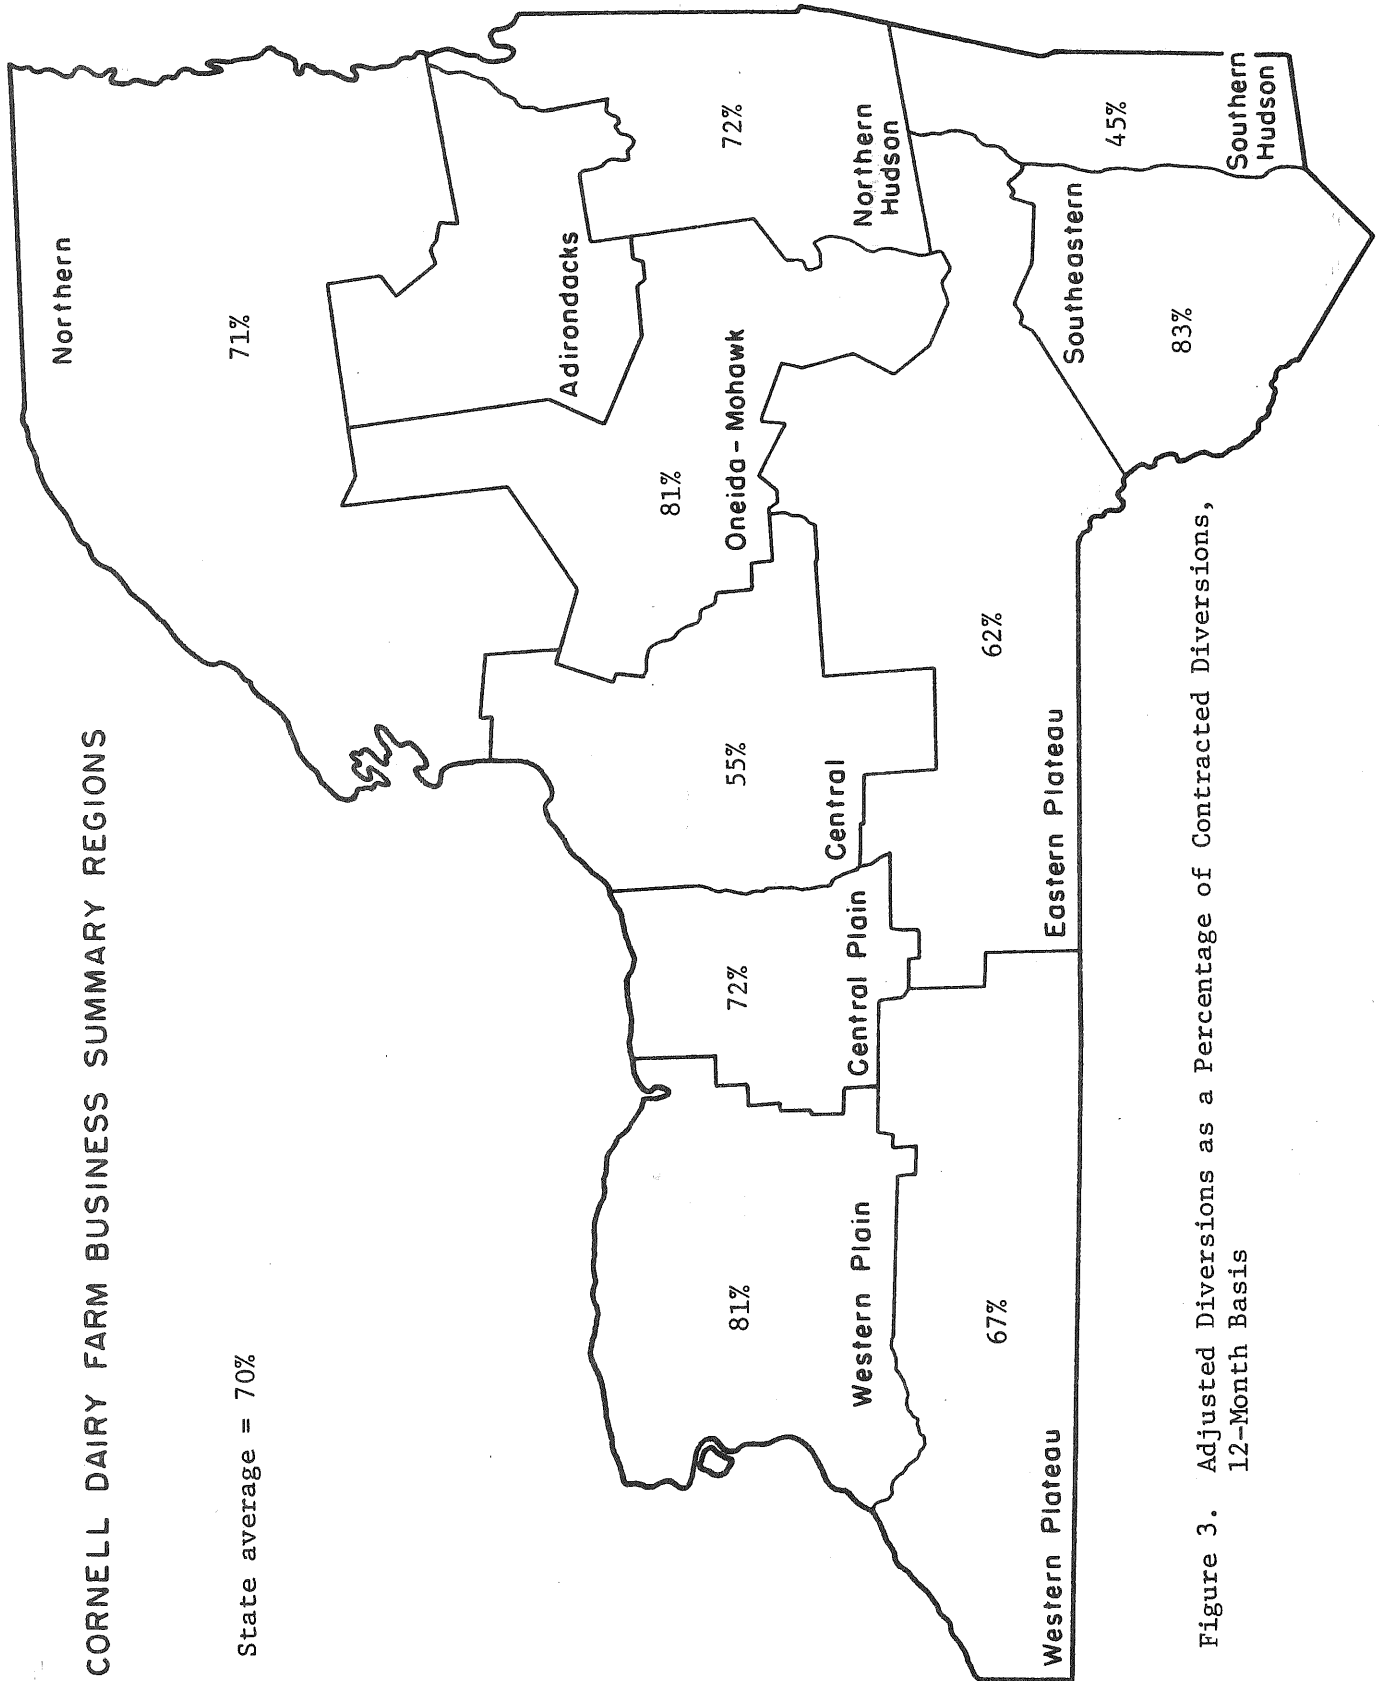 CORNELL DAIRY FARM BUSINESS SUMMARY REGIONS
Northern
State average = 70%
71%
Adirondacks
81%
72%
Oneida-Mohawk
81%
72%
55%
Northern
Hudson
Western Plain
Central Plain
Central
67%
62%
45%
Western Plateau
Eastern Plateau
Southeastern
83%
Southern
Hudson
Figure 3. Adjusted Diversions as a Percentage of Contracted Diversions,
12-Month Basis